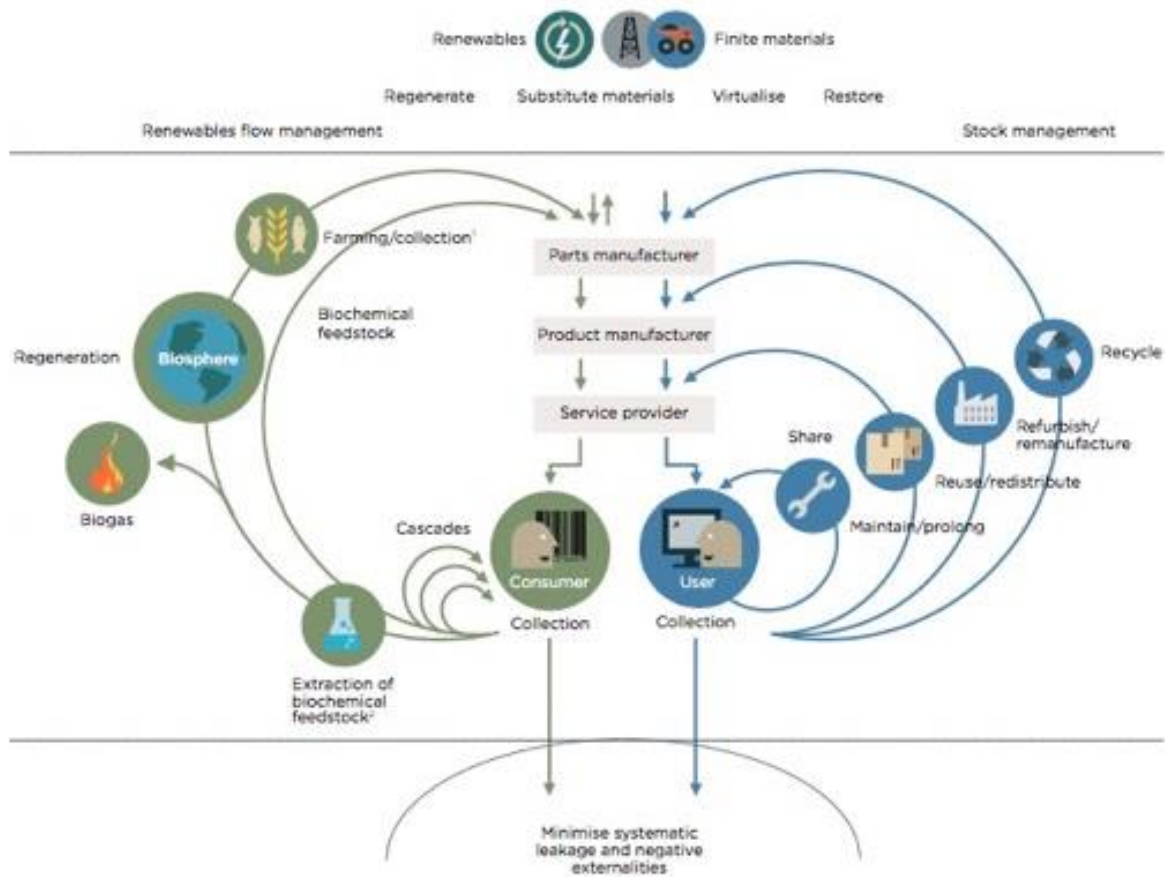 Renewables
Finite materials
Regenerate
Substitute materials
Virtualise
Restore
Renewables flow management
Stock management
Farming/collection¹
Parts manufacturer
Biochemical
feedstock
Product manufacturer
Regeneration
Biosphere
Recycle
Service provider
Share
Refurbish/
remanufacture
Reuse/redistribute
Biogas
Cascades
Maintain/prolong
Consumer
User
Collection
Collection
Extraction of
biochemical
feedstock²
Minimise systematic
leakage and negative
externalities